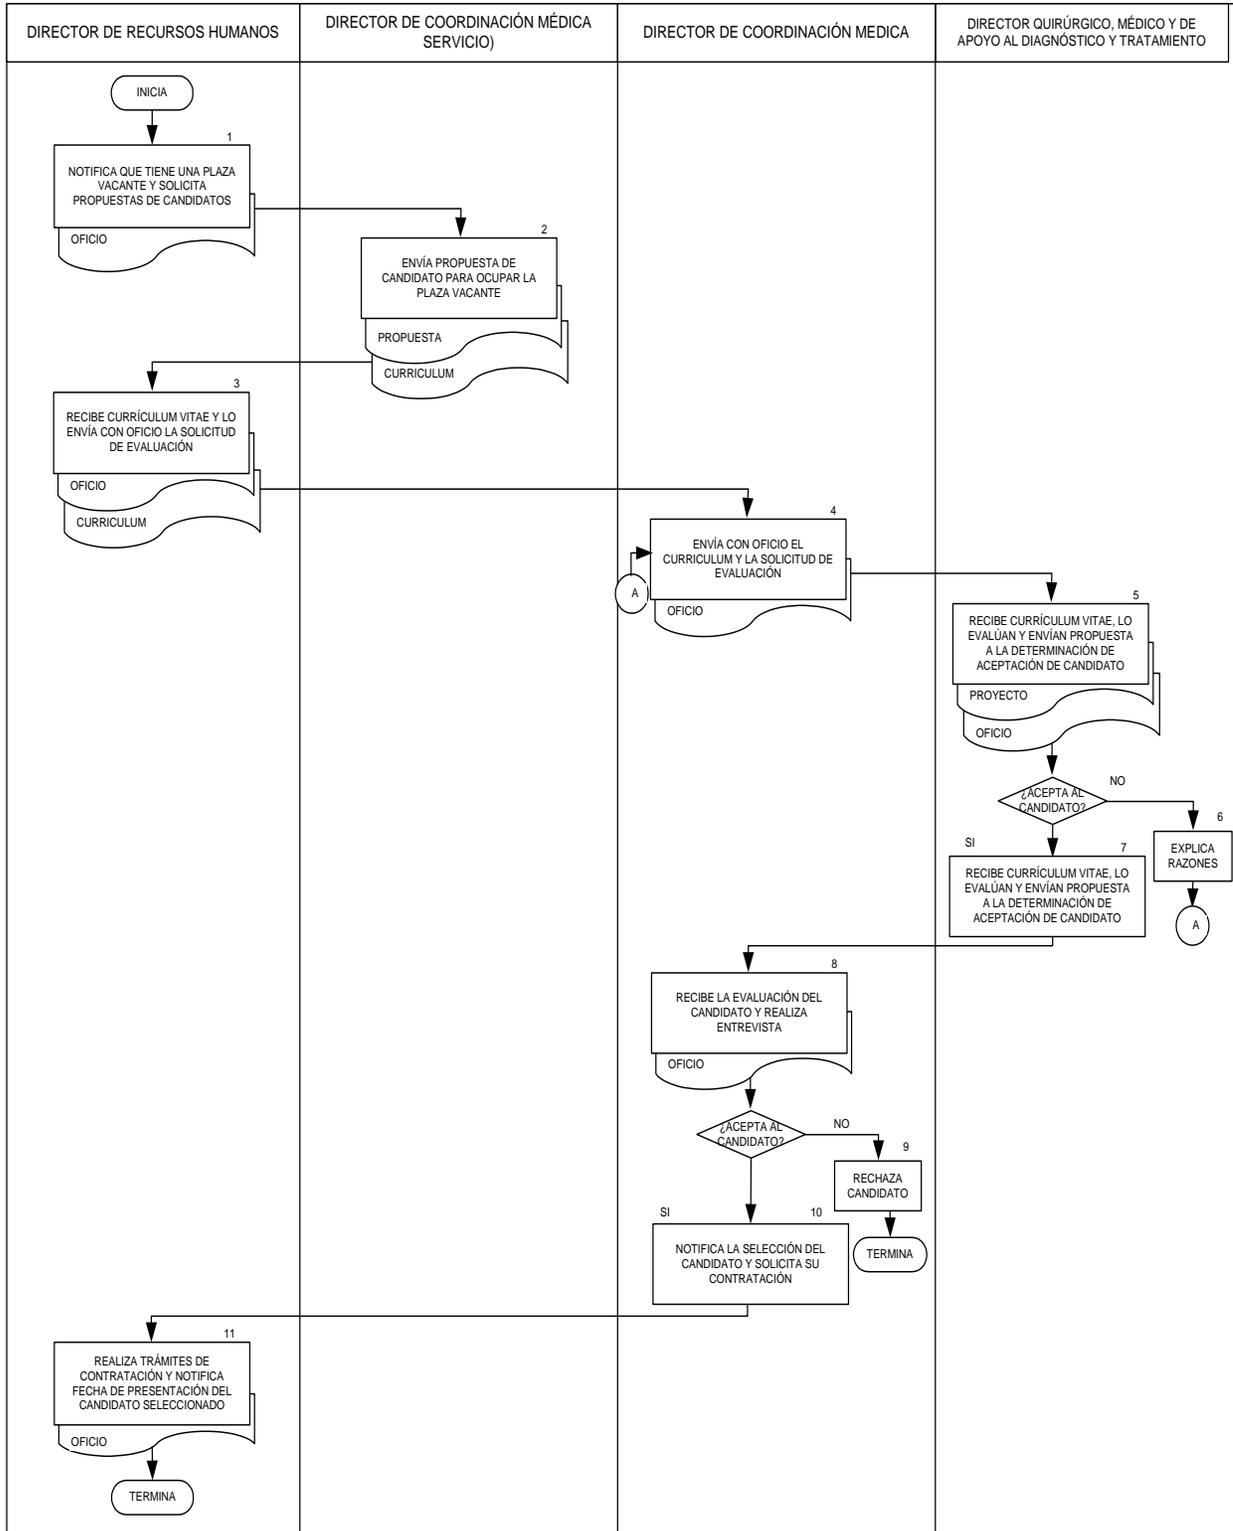 DIRECTOR DE RECURSOS HUMANOS
DIRECTOR DE COORDINACIÓN MÉDICA
SERVICIO)
DIRECTOR DE COORDINACIÓN MEDICA
DIRECTOR QUIRÚRGICO, MÉDICO Y DE
APOYO AL DIAGNÓSTICO Y TRATAMIENTO
INICIA
1
NOTIFICA QUE TIENE UNA PLAZA
VACANTE Y SOLICITA
PROPUESTAS DE CANDIDATOS
OFICIO
2
ENVÍA PROPUESTA DE
CANDIDATO PARA OCUPAR LA
PLAZA VACANTE
PROPUESTA
CURRICULUM
3
RECIBE CURRÍCULUM VITAE Y LO
ENVÍA CON OFICIO LA SOLICITUD
DE EVALUACIÓN
OFICIO
CURRICULUM
4
ENVÍA CON OFICIO EL
CURRICULUM Y LA SOLICITUD DE
EVALUACIÓN
A
OFICIO
5
RECIBE CURRÍCULUM VITAE, LO
EVALÚAN Y ENVÍAN PROPUESTA
A LA DETERMINACIÓN DE
ACEPTACIÓN DE CANDIDATO
PROYECTO
OFICIO
¿ACEPTA AL
CANDIDATO?
NO
6
EXPLICA
RAZONES
A
SI
7
RECIBE CURRÍCULUM VITAE, LO
EVALÚAN Y ENVÍAN PROPUESTA
A LA DETERMINACIÓN DE
ACEPTACIÓN DE CANDIDATO
8
RECIBE LA EVALUACIÓN DEL
CANDIDATO Y REALIZA
ENTREVISTA
OFICIO
¿ACEPTA AL
CANDIDATO?
NO
9
RECHAZA
CANDIDATO
TERMINA
SI
10
NOTIFICA LA SELECCIÓN DEL
CANDIDATO Y SOLICITA SU
CONTRATACIÓN
11
REALIZA TRÁMITES DE
CONTRATACIÓN Y NOTIFICA
FECHA DE PRESENTACIÓN DEL
CANDIDATO SELECCIONADO
OFICIO
TERMINA